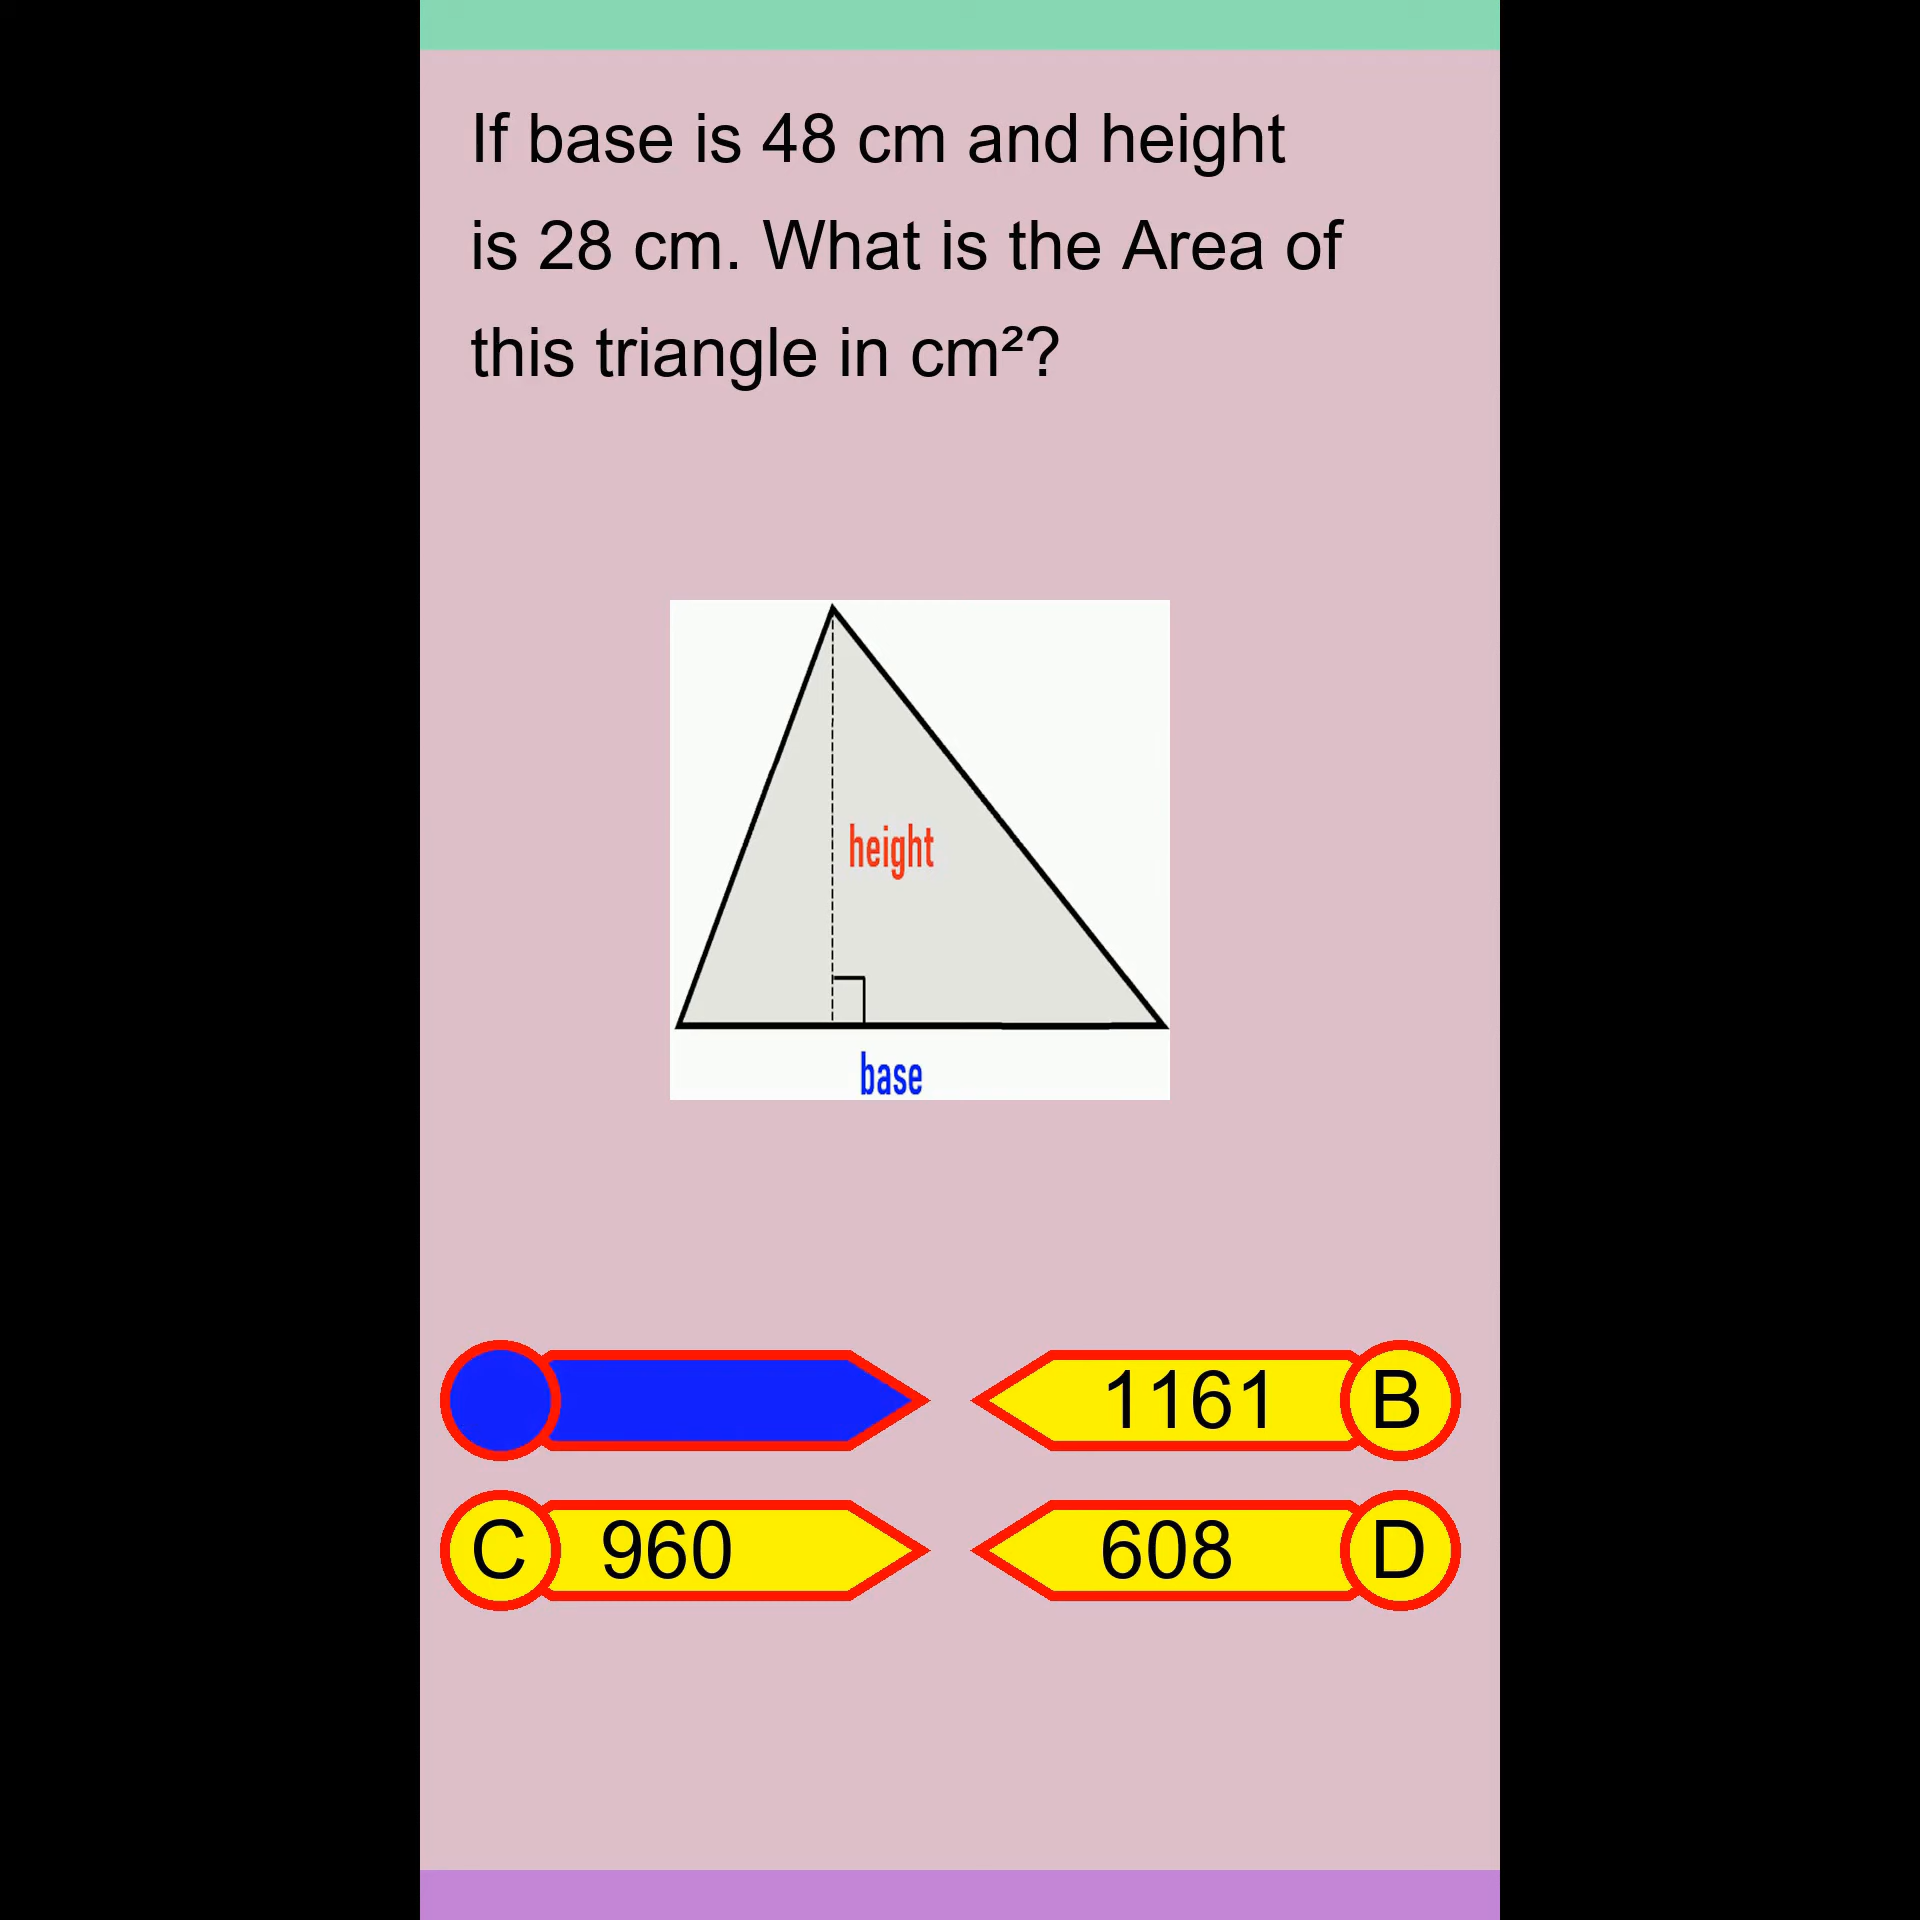 If base is 48 cm and height
is 28 cm. What is the Area of
this triangle in cm²?
height
base
1161 B
C 960
608 D